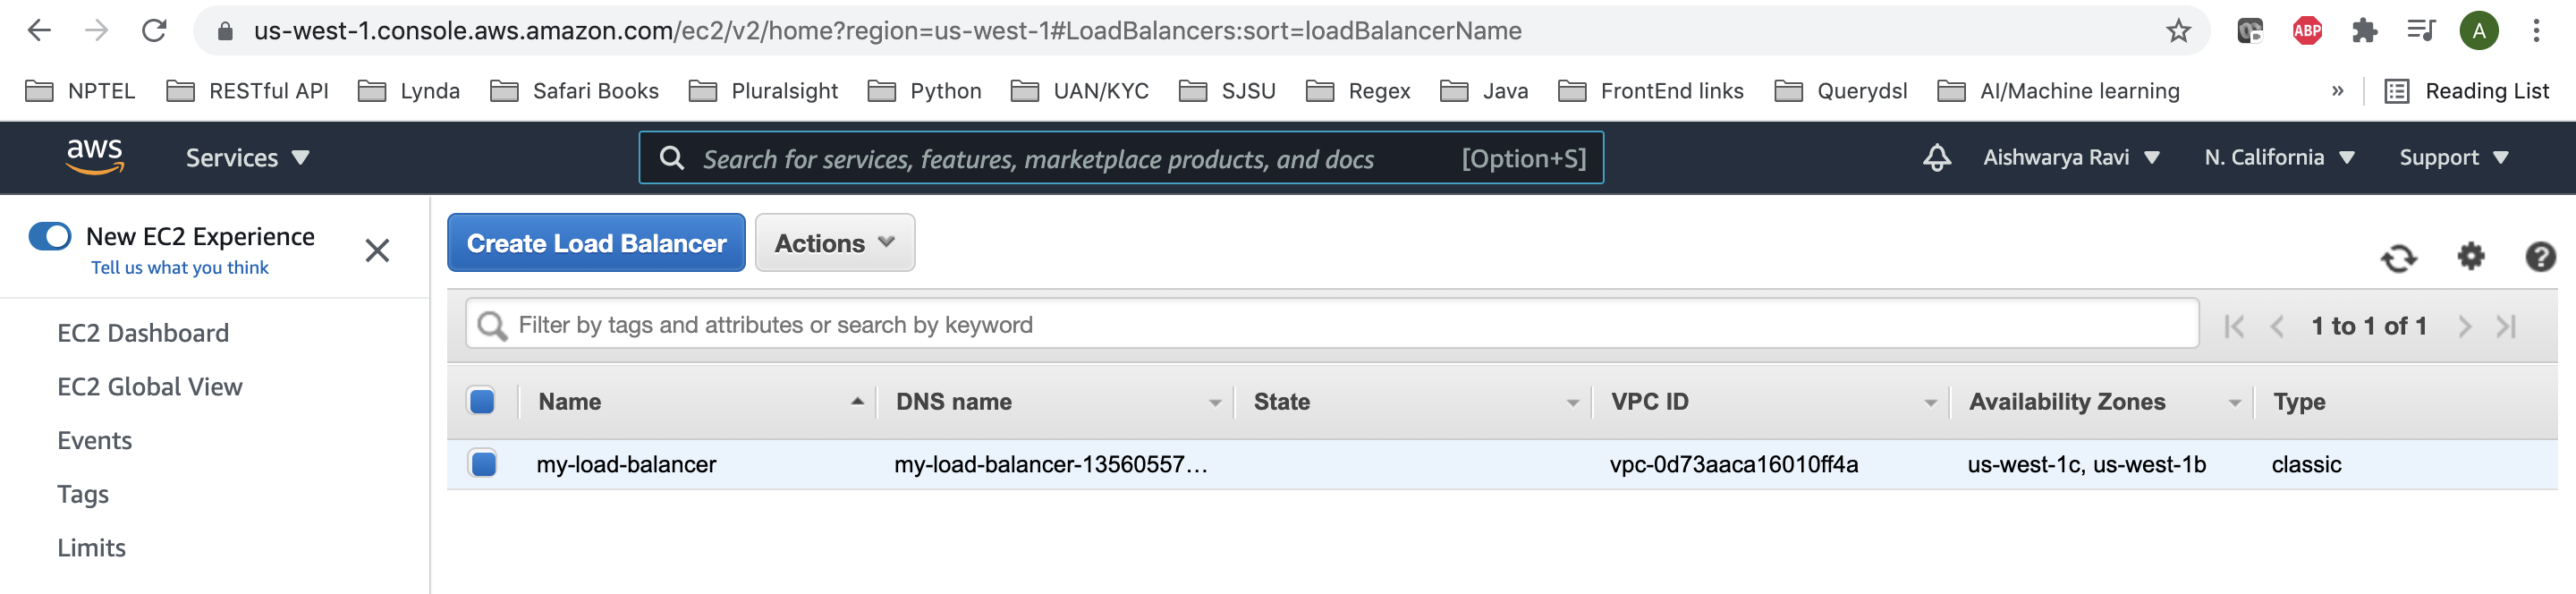 us-west-1.console.aws.amazon.com/ec2/v2/home?region=us-west-1#LoadBalancers:sort=loadBalancerName ABP A
NPTEL RESTful API Lynda Safari Books Pluralsight Python UAN/KYC SJSU Regex Java FrontEnd links Querydsl AI/Machine learning » Reading List
aws Services Search for services, features, marketplace products, and docs [Option+S] Aishwarya Ravi N. California Support
New EC2 Experience
Tell us what you think
Create Load Balancer Actions
Filter by tags and attributes or search by keyword 1 to 1 of 1
EC2 Dashboard
EC2 Global View
Events
Tags
Limits
Name DNS name State VPC ID Availability Zones Type
my-load-balancer my-load-balancer-13560557... vpc-0d73aaca16010ff4a us-west-1c, us-west-1b classic